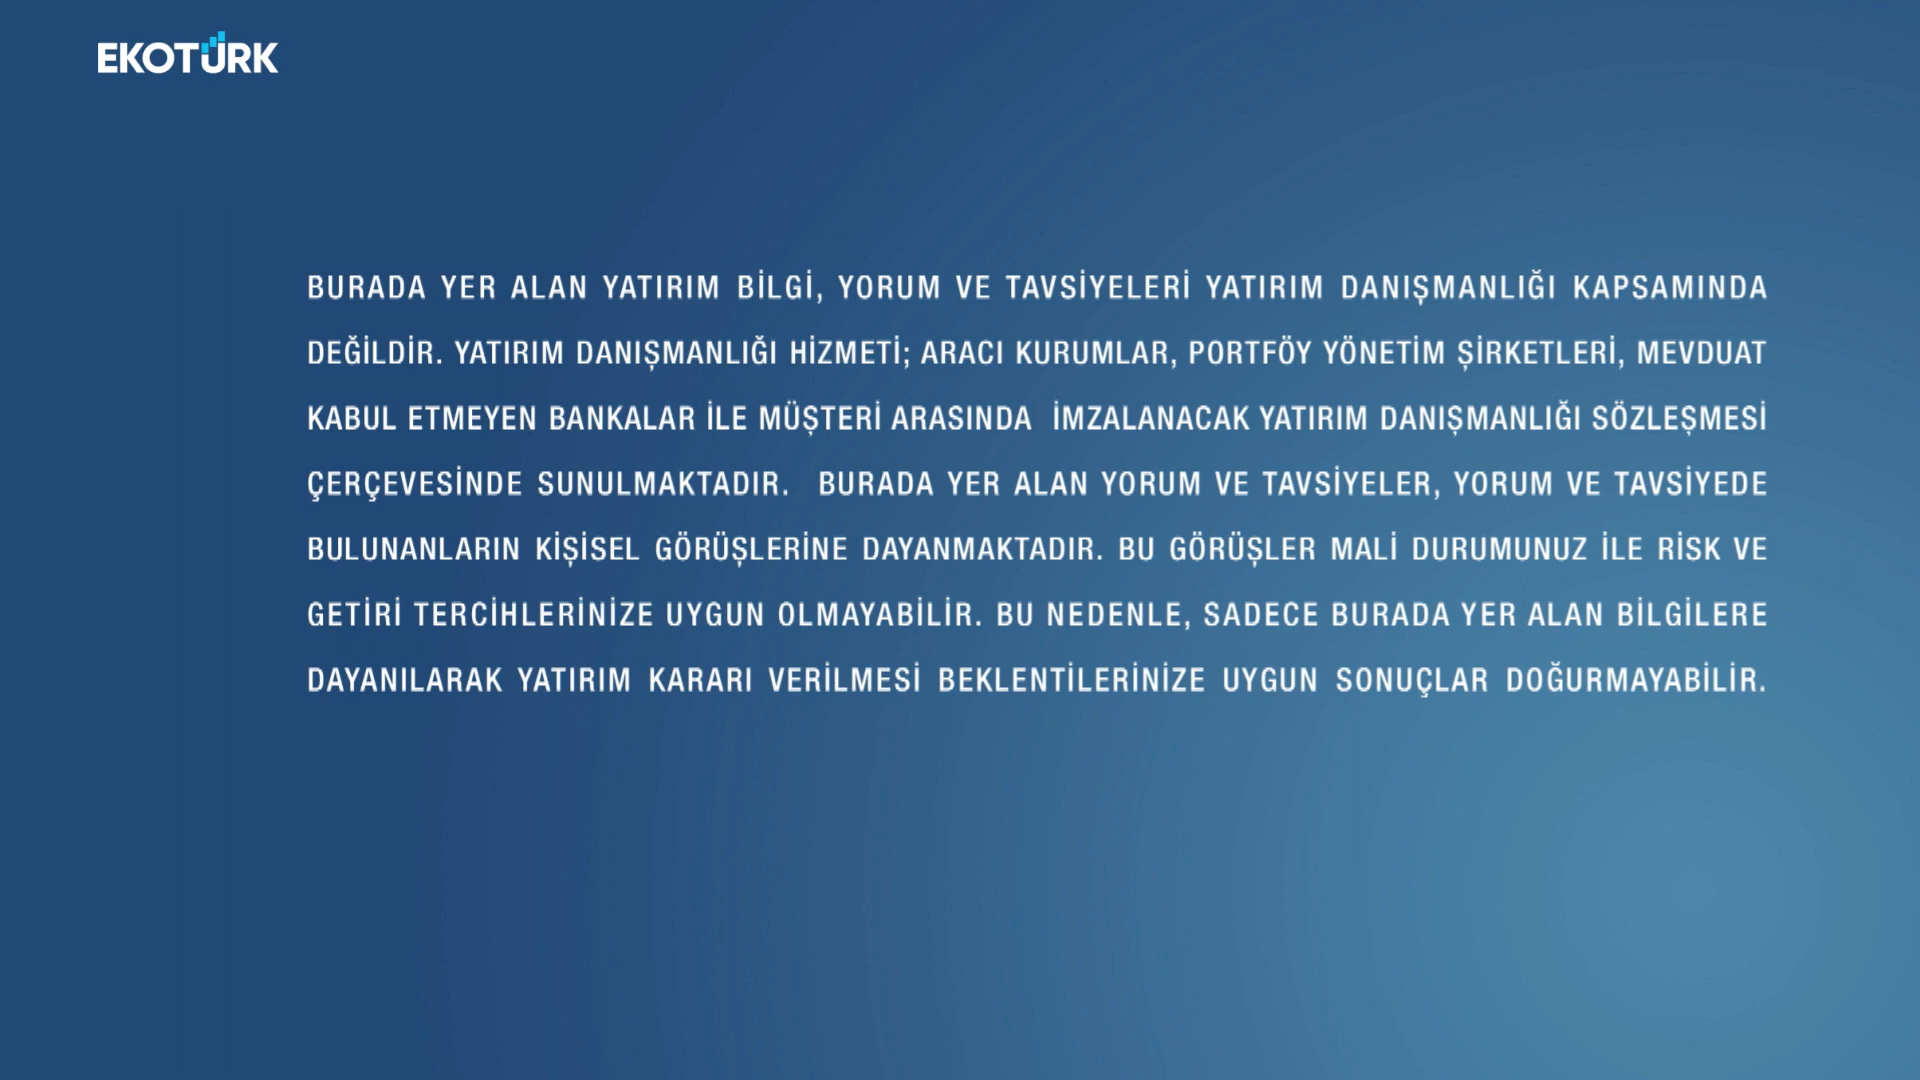 EKOTÜRK
BURADA YER ALAN YATIRIM BİLGİ, YORUM VE TAVSİYELERİ YATIRIM DANIŞMANLIĞI KAPSAMINDA
DEĞİLDİR. YATIRIM DANIŞMANLIĞI HİZMETİ; ARACI KURUMLAR, PORTFÖY YÖNETİM ŞİRKETLERİ, MEVDUAT
KABUL ETMEYEN BANKALAR İLE MÜŞTERİ ARASINDA  İMZALANACAK YATIRIM DANIŞMANLIĞI SÖZLEŞMESİ
ÇERÇEVESİNDE SUNULMAKTADIR.  BURADA YER ALAN YORUM VE TAVSİYELER, YORUM VE TAVSİYEDE
BULUNANLARIN KİŞİSEL GÖRÜŞLERİNE DAYANMAKTADIR. BU GÖRÜŞLER MALİ DURUMUNUZ İLE RİSK VE
GETİRİ TERCİHLERİNİZE UYGUN OLMAYABİLİR. BU NEDENLE, SADECE BURADA YER ALAN BİLGİLERE
DAYANILARAK YATIRIM KARARI VERİLMESİ BEKLENTİLERİNİZE UYGUN SONUÇLAR DOĞURMAYABİLİR.